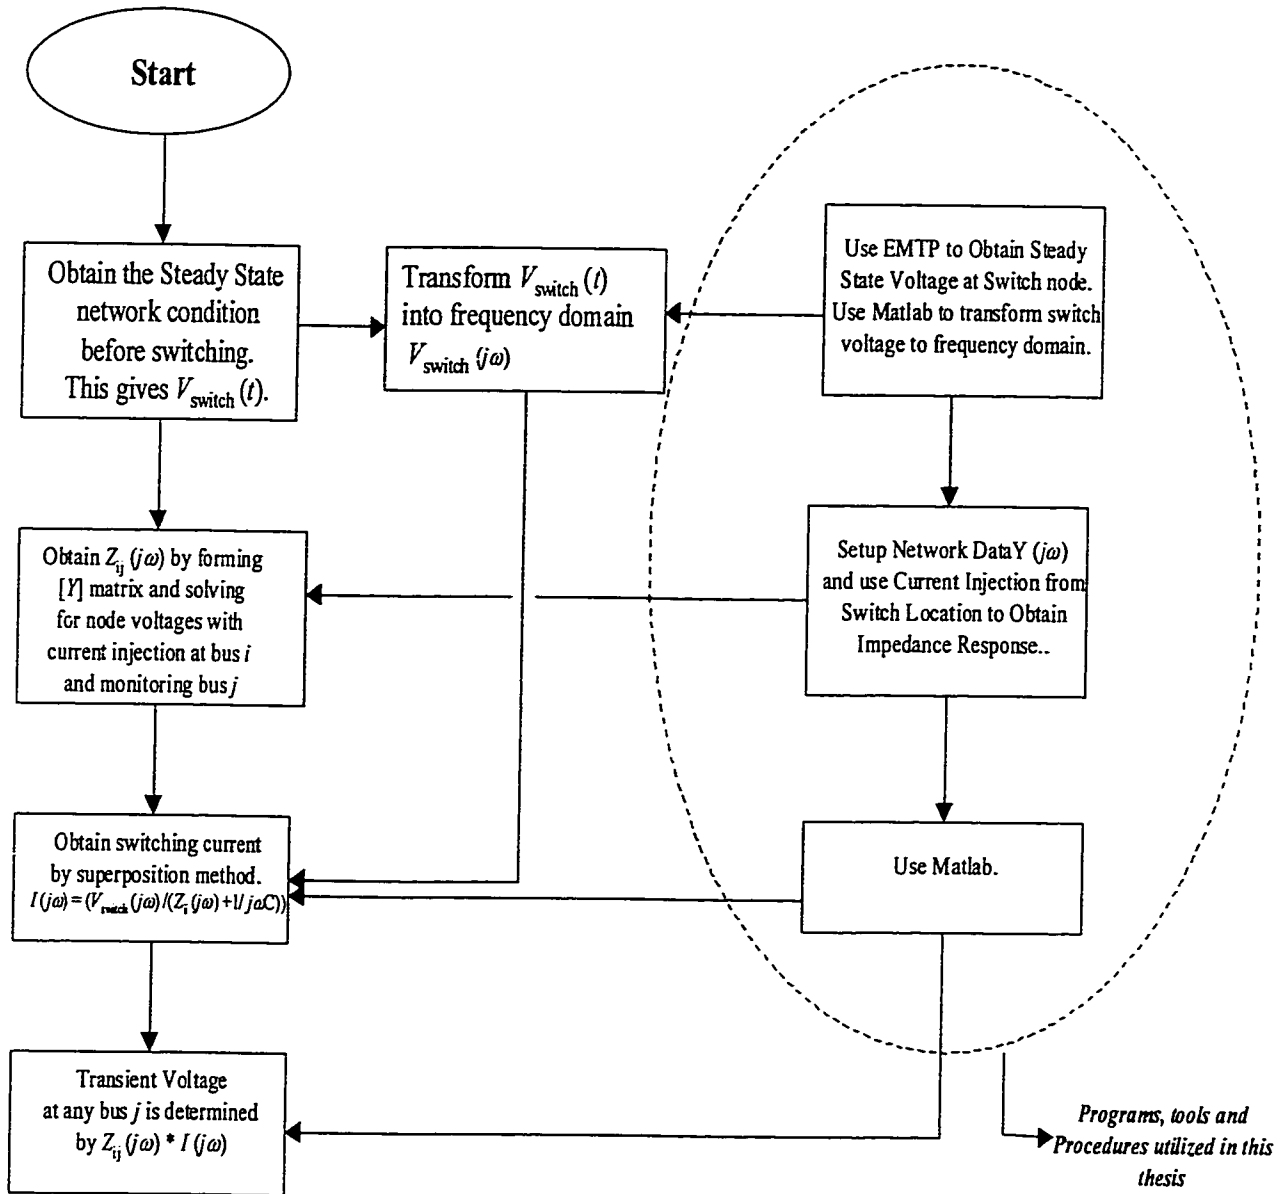 Start
Obtain the Steady State
network condition
before switching.
This gives V_switch (t).
Transform V_switch (t)
into frequency domain
V_switch (jω)
Use EMTP to Obtain Steady
State Voltage at Switch node.
Use Matlab to transform switch
voltage to frequency domain.
Obtain Z_ij (jω) by forming
[Y] matrix and solving
for node voltages with
current injection at bus i
and monitoring bus j
Setup Network DataY (jω)
and use Current Injection from
Switch Location to Obtain
Impedance Response..
Obtain switching current
by superposition method.
I (jω) = (V_switch (jω) /(Z_ii (jω) +1/ jωC))
Use Matlab.
Transient Voltage
at any bus j is determined
by Z_ij (jω) * I (jω)
Programs, tools and
Procedures utilized in this
thesis